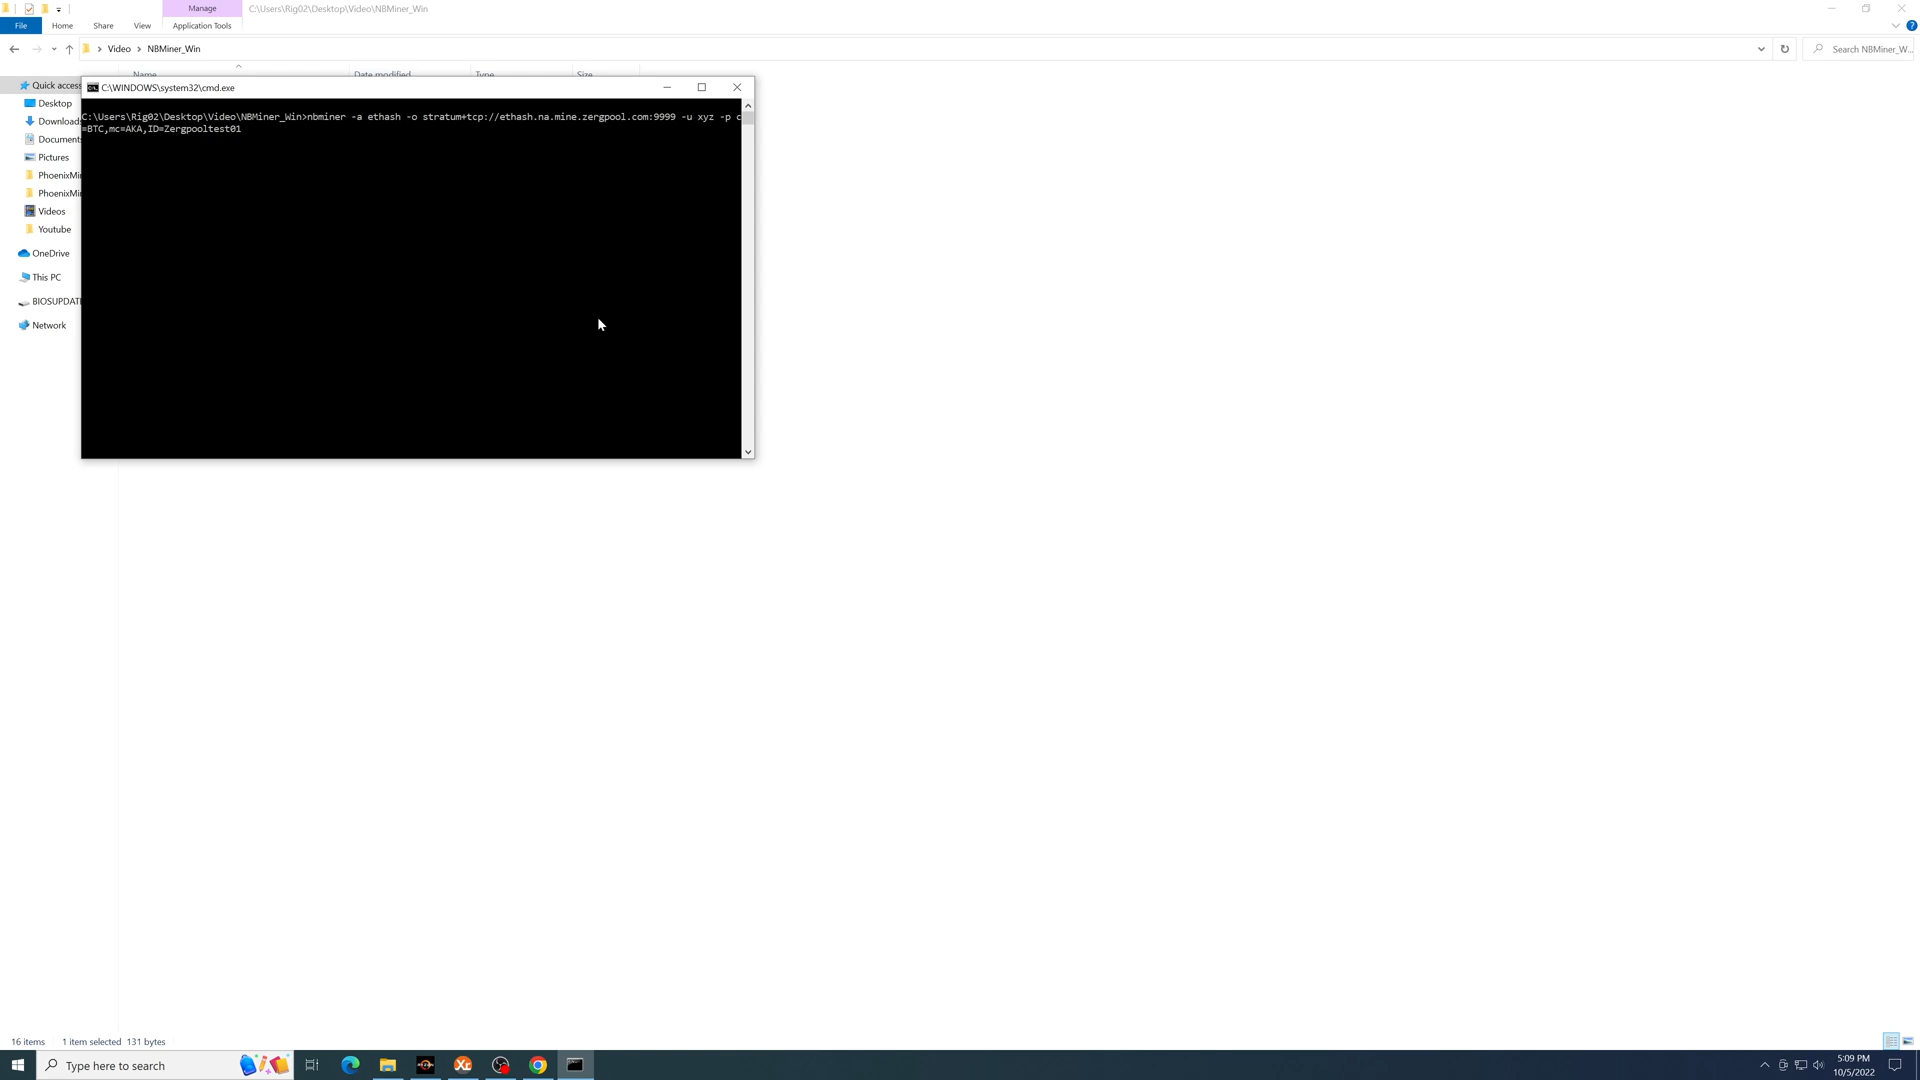 Manage
C:\Users\Rig02\Desktop\Video\NBMiner_Win
File
Home
Share
View
Application Tools
Video
NBMiner_Win
Search NBMiner_W...
Name
Date modified
Type
Size
Quick access
Desktop
Downloads
Documents
Pictures
PhoenixMi
PhoenixMi
Videos
Youtube
OneDrive
This PC
BIOSUPDAT
Network
C:\WINDOWS\system32\cmd.exe
C:\Users\Rig02\Desktop\Video\NBMiner_Win>nbminer -a ethash -o stratum+tcp://ethash.na.mine.zergpool.com:9999 -u xyz -p c
=BTC,mc=AKA,ID=Zergpooltest01
16 items
1 item selected
131 bytes
Type here to search
Xr
5:09 PM
10/5/2022